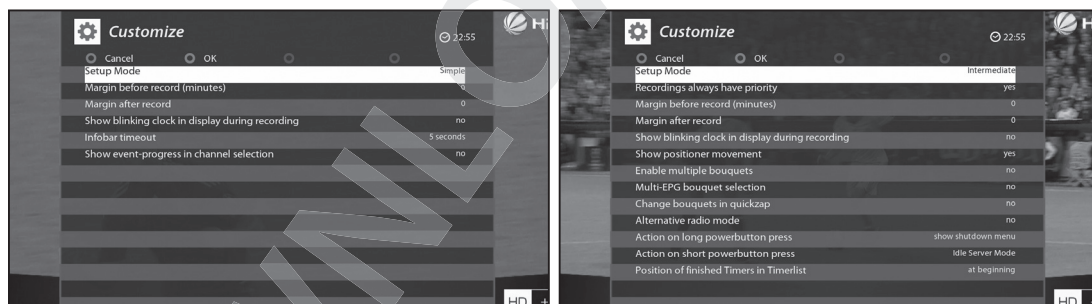 Customize
22:55
Cancel OK
Setup Mode Simple
Margin before record (minutes) 0
Margin after record 0
Show blinking clock in display during recording no
Infobar timeout 5 seconds
Show event-progress in channel selection no
HD +
Customize
22:55
Cancel OK
Setup Mode Intermediate
Recordings always have priority yes
Margin before record (minutes) 0
Margin after record 0
Show blinking clock in display during recording no
Show positioner movement yes
Enable multiple bouquets no
Multi-EPG bouquet selection no
Change bouquets in quickzap no
Alternative radio mode no
Action on long powerbutton press show shutdown menu
Action on short powerbutton press Idle Server Mode
Position of finished Timers in Timerlist at beginning
HD